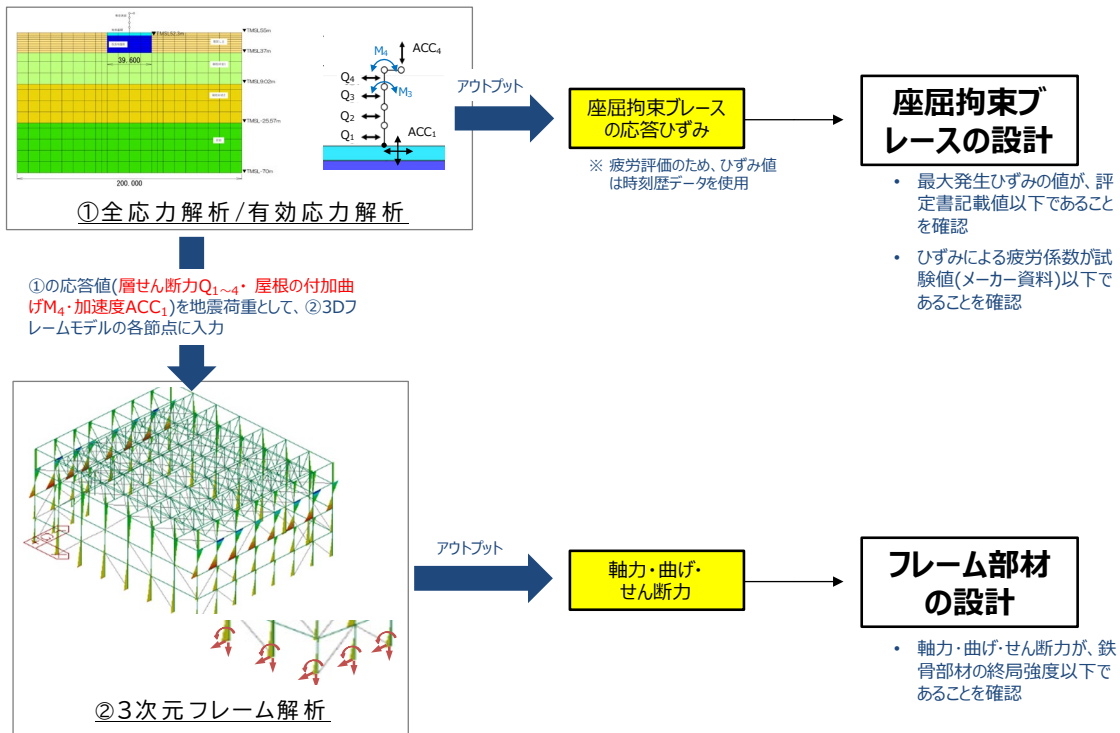 ▼TMSL55m
▼TMSL52.5m
▼TMSL37m
39.600
▼TMSL9.02m
▼TMSL-25.57m
▼TMSL-70m
200.000
ACC4
M4
Q4
M3
Q3
Q2
Q1
ACC1
①全応力解析/有効応力解析
アウトプット
座屈拘束ブレース
の応答ひずみ
※ 疲労評価のため、ひずみ値
は時刻歴データを使用
座屈拘束ブ
レースの設計
• 最大発生ひずみの値が、評
定書記載値以下であること
を確認
• ひずみによる疲労係数が試
験値(メーカー資料)以下で
あることを確認
①の応答値(層せん断力Q1~4・ 屋根の付加曲
げM4・加速度ACC1)を地震荷重として、②3Dフ
レームモデルの各節点に入力
アウトプット
軸力・曲げ・
せん断力
フレーム部材
の設計
• 軸力・曲げ・せん断力が、鉄
骨部材の終局強度以下で
あることを確認
②3次元フレーム解析